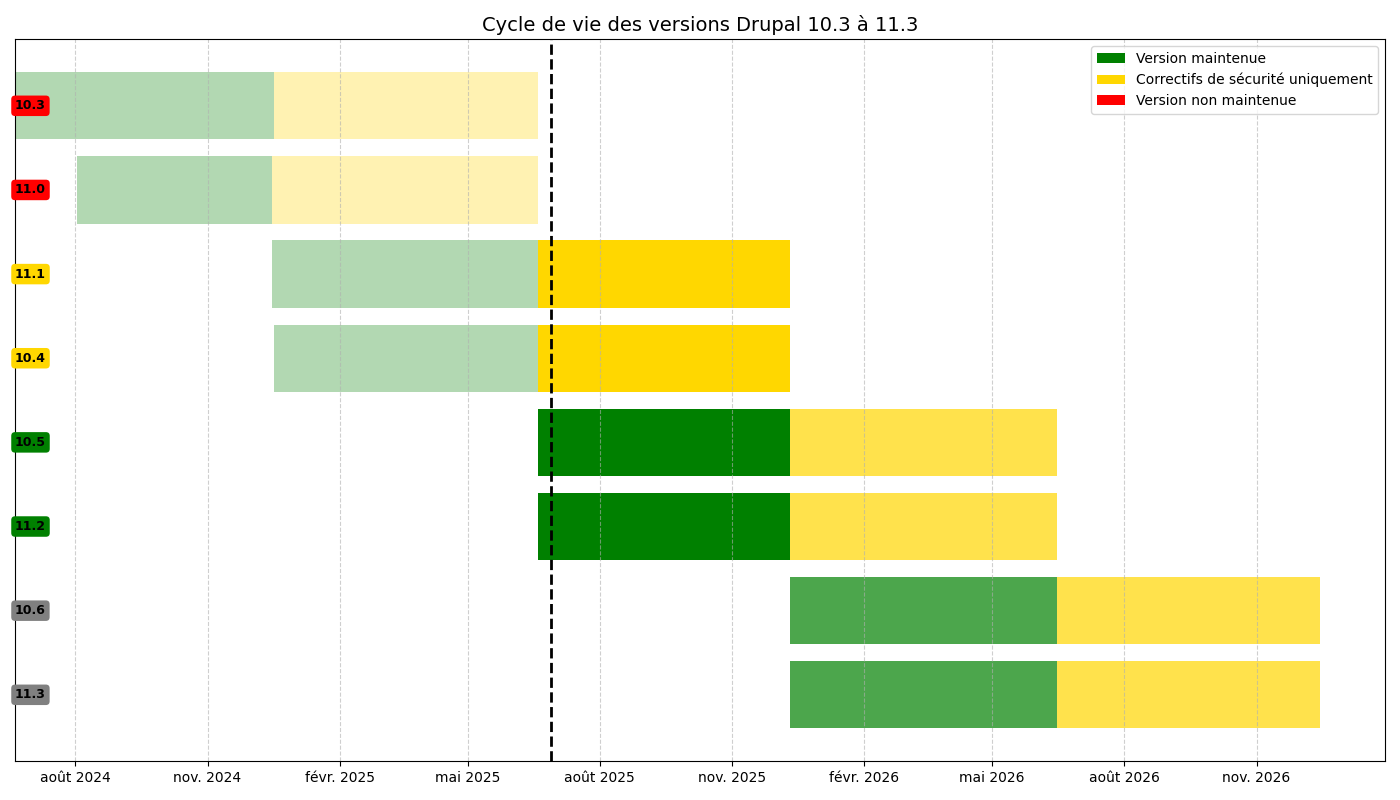 Cycle de vie des versions Drupal 10.3 à 11.3
Version maintenue
Correctifs de sécurité uniquement
Version non maintenue
10.3
11.0
11.1
10.4
10.5
11.2
10.6
11.3
août 2024
nov. 2024
févr. 2025
mai 2025
août 2025
nov. 2025
févr. 2026
mai 2026
août 2026
nov. 2026